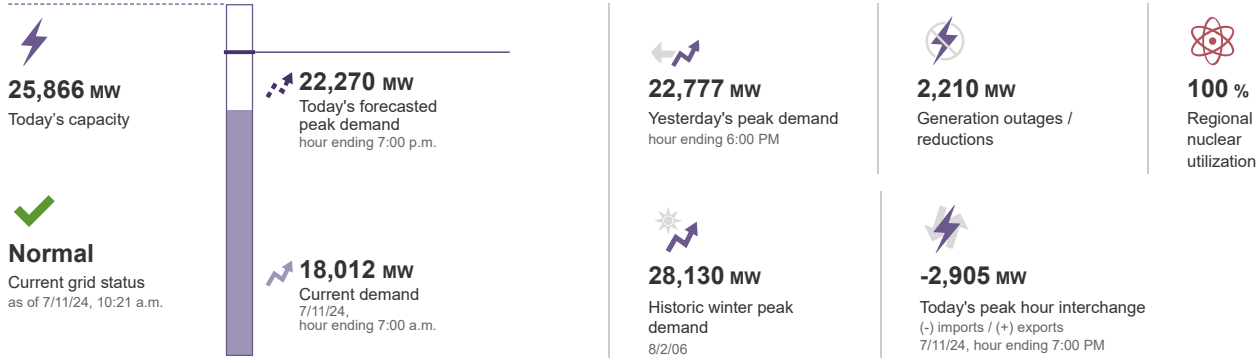 25,866 MW
Today's capacity
Normal
Current grid status
as of 7/11/24, 10:21 a.m.
22,270 MW
Today's forecasted
peak demand
hour ending 7:00 p.m.
18,012 MW
Current demand
7/11/24,
hour ending 7:00 a.m.
22,777 MW
Yesterday's peak demand
hour ending 6:00 PM
2,210 MW
Generation outages /
reductions
100 %
Regional
nuclear
utilization
28,130 MW
Historic winter peak
demand
8/2/06
-2,905 MW
Today's peak hour interchange
(-) imports / (+) exports
7/11/24, hour ending 7:00 PM